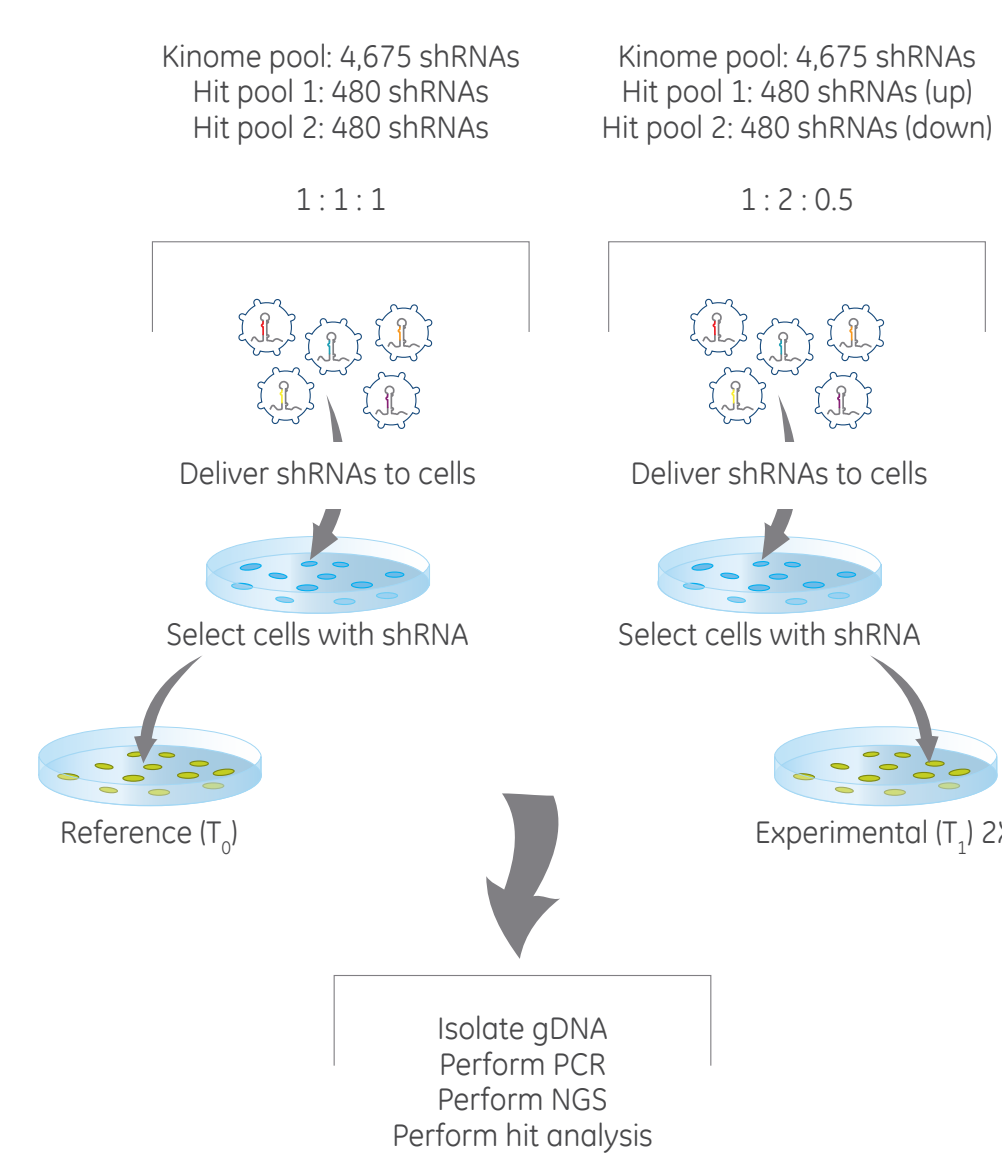 Kinome pool: 4,675 shRNAs
Hit pool 1: 480 shRNAs
Hit pool 2: 480 shRNAs
1 : 1 : 1
Kinome pool: 4,675 shRNAs
Hit pool 1: 480 shRNAs (up)
Hit pool 2: 480 shRNAs (down)
1 : 2 : 0.5
Deliver shRNAs to cells
Deliver shRNAs to cells
Select cells with shRNA
Select cells with shRNA
Reference (T₀)
Experimental (T₁)
Isolate gDNA
Perform PCR
Perform NGS
Perform hit analysis